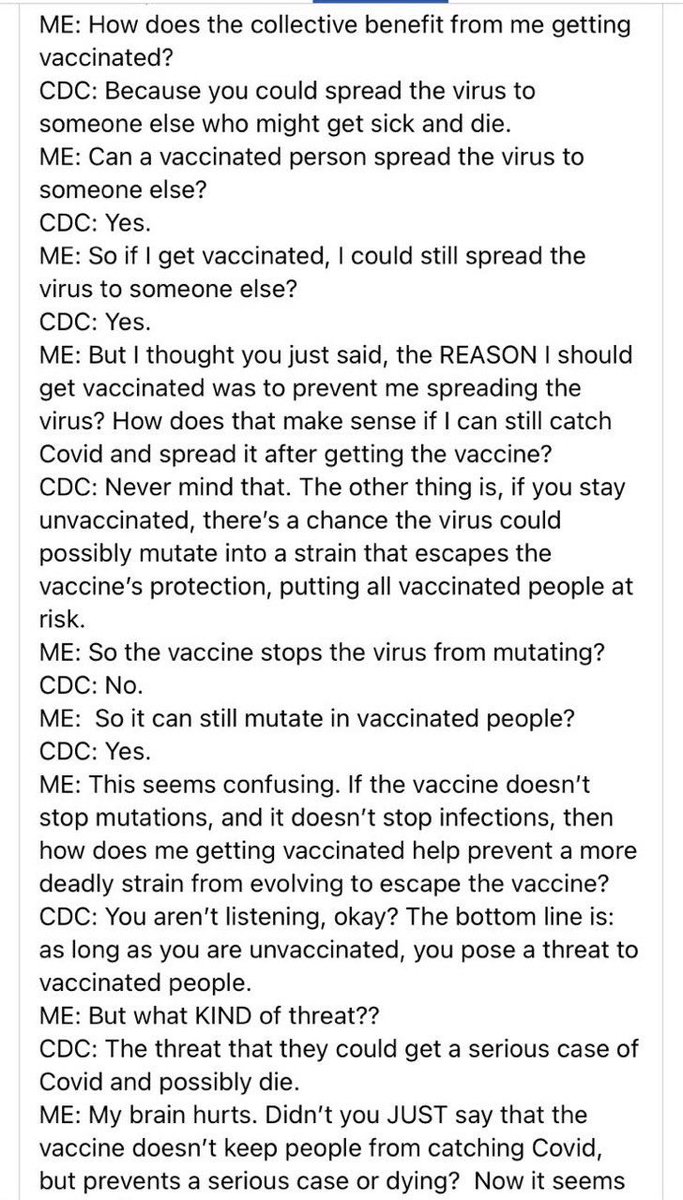 ME: How does the collective benefit from me getting
vaccinated?
CDC: Because you could spread the virus to
someone else who might get sick and die.
ME: Can a vaccinated person spread the virus to
someone else?
CDC: Yes.
ME: So if I get vaccinated, I could still spread the
virus to someone else?
CDC: Yes.
ME: But I thought you just said, the REASON I should
get vaccinated was to prevent me spreading the
virus? How does that make sense if I can still catch
Covid and spread it after getting the vaccine?
CDC: Never mind that. The other thing is, if you stay
unvaccinated, there’s a chance the virus could
possibly mutate into a strain that escapes the
vaccine’s protection, putting all vaccinated people at
risk.
ME: So the vaccine stops the virus from mutating?
CDC: No.
ME:  So it can still mutate in vaccinated people?
CDC: Yes.
ME: This seems confusing. If the vaccine doesn’t
stop mutations, and it doesn’t stop infections, then
how does me getting vaccinated help prevent a more
deadly strain from evolving to escape the vaccine?
CDC: You aren’t listening, okay? The bottom line is:
as long as you are unvaccinated, you pose a threat to
vaccinated people.
ME: But what KIND of threat??
CDC: The threat that they could get a serious case of
Covid and possibly die.
ME: My brain hurts. Didn’t you JUST say that the
vaccine doesn’t keep people from catching Covid,
but prevents a serious case or dying?  Now it seems